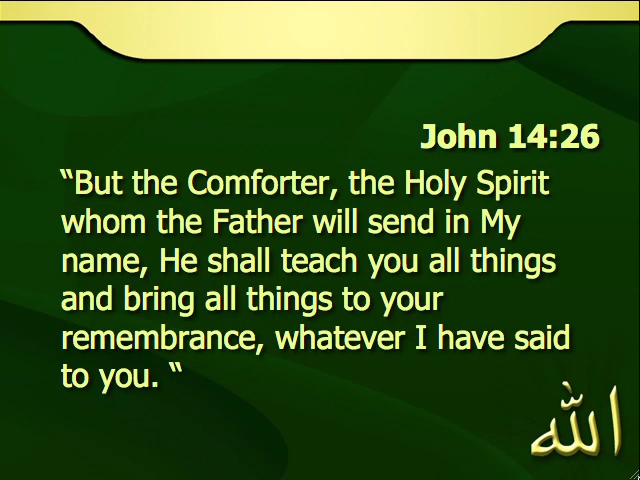 John 14:26
“But the Comforter, the Holy Spirit
whom the Father will send in My
name, He shall teach you all things
and bring all things to your
remembrance, whatever I have said
to you. “
الله